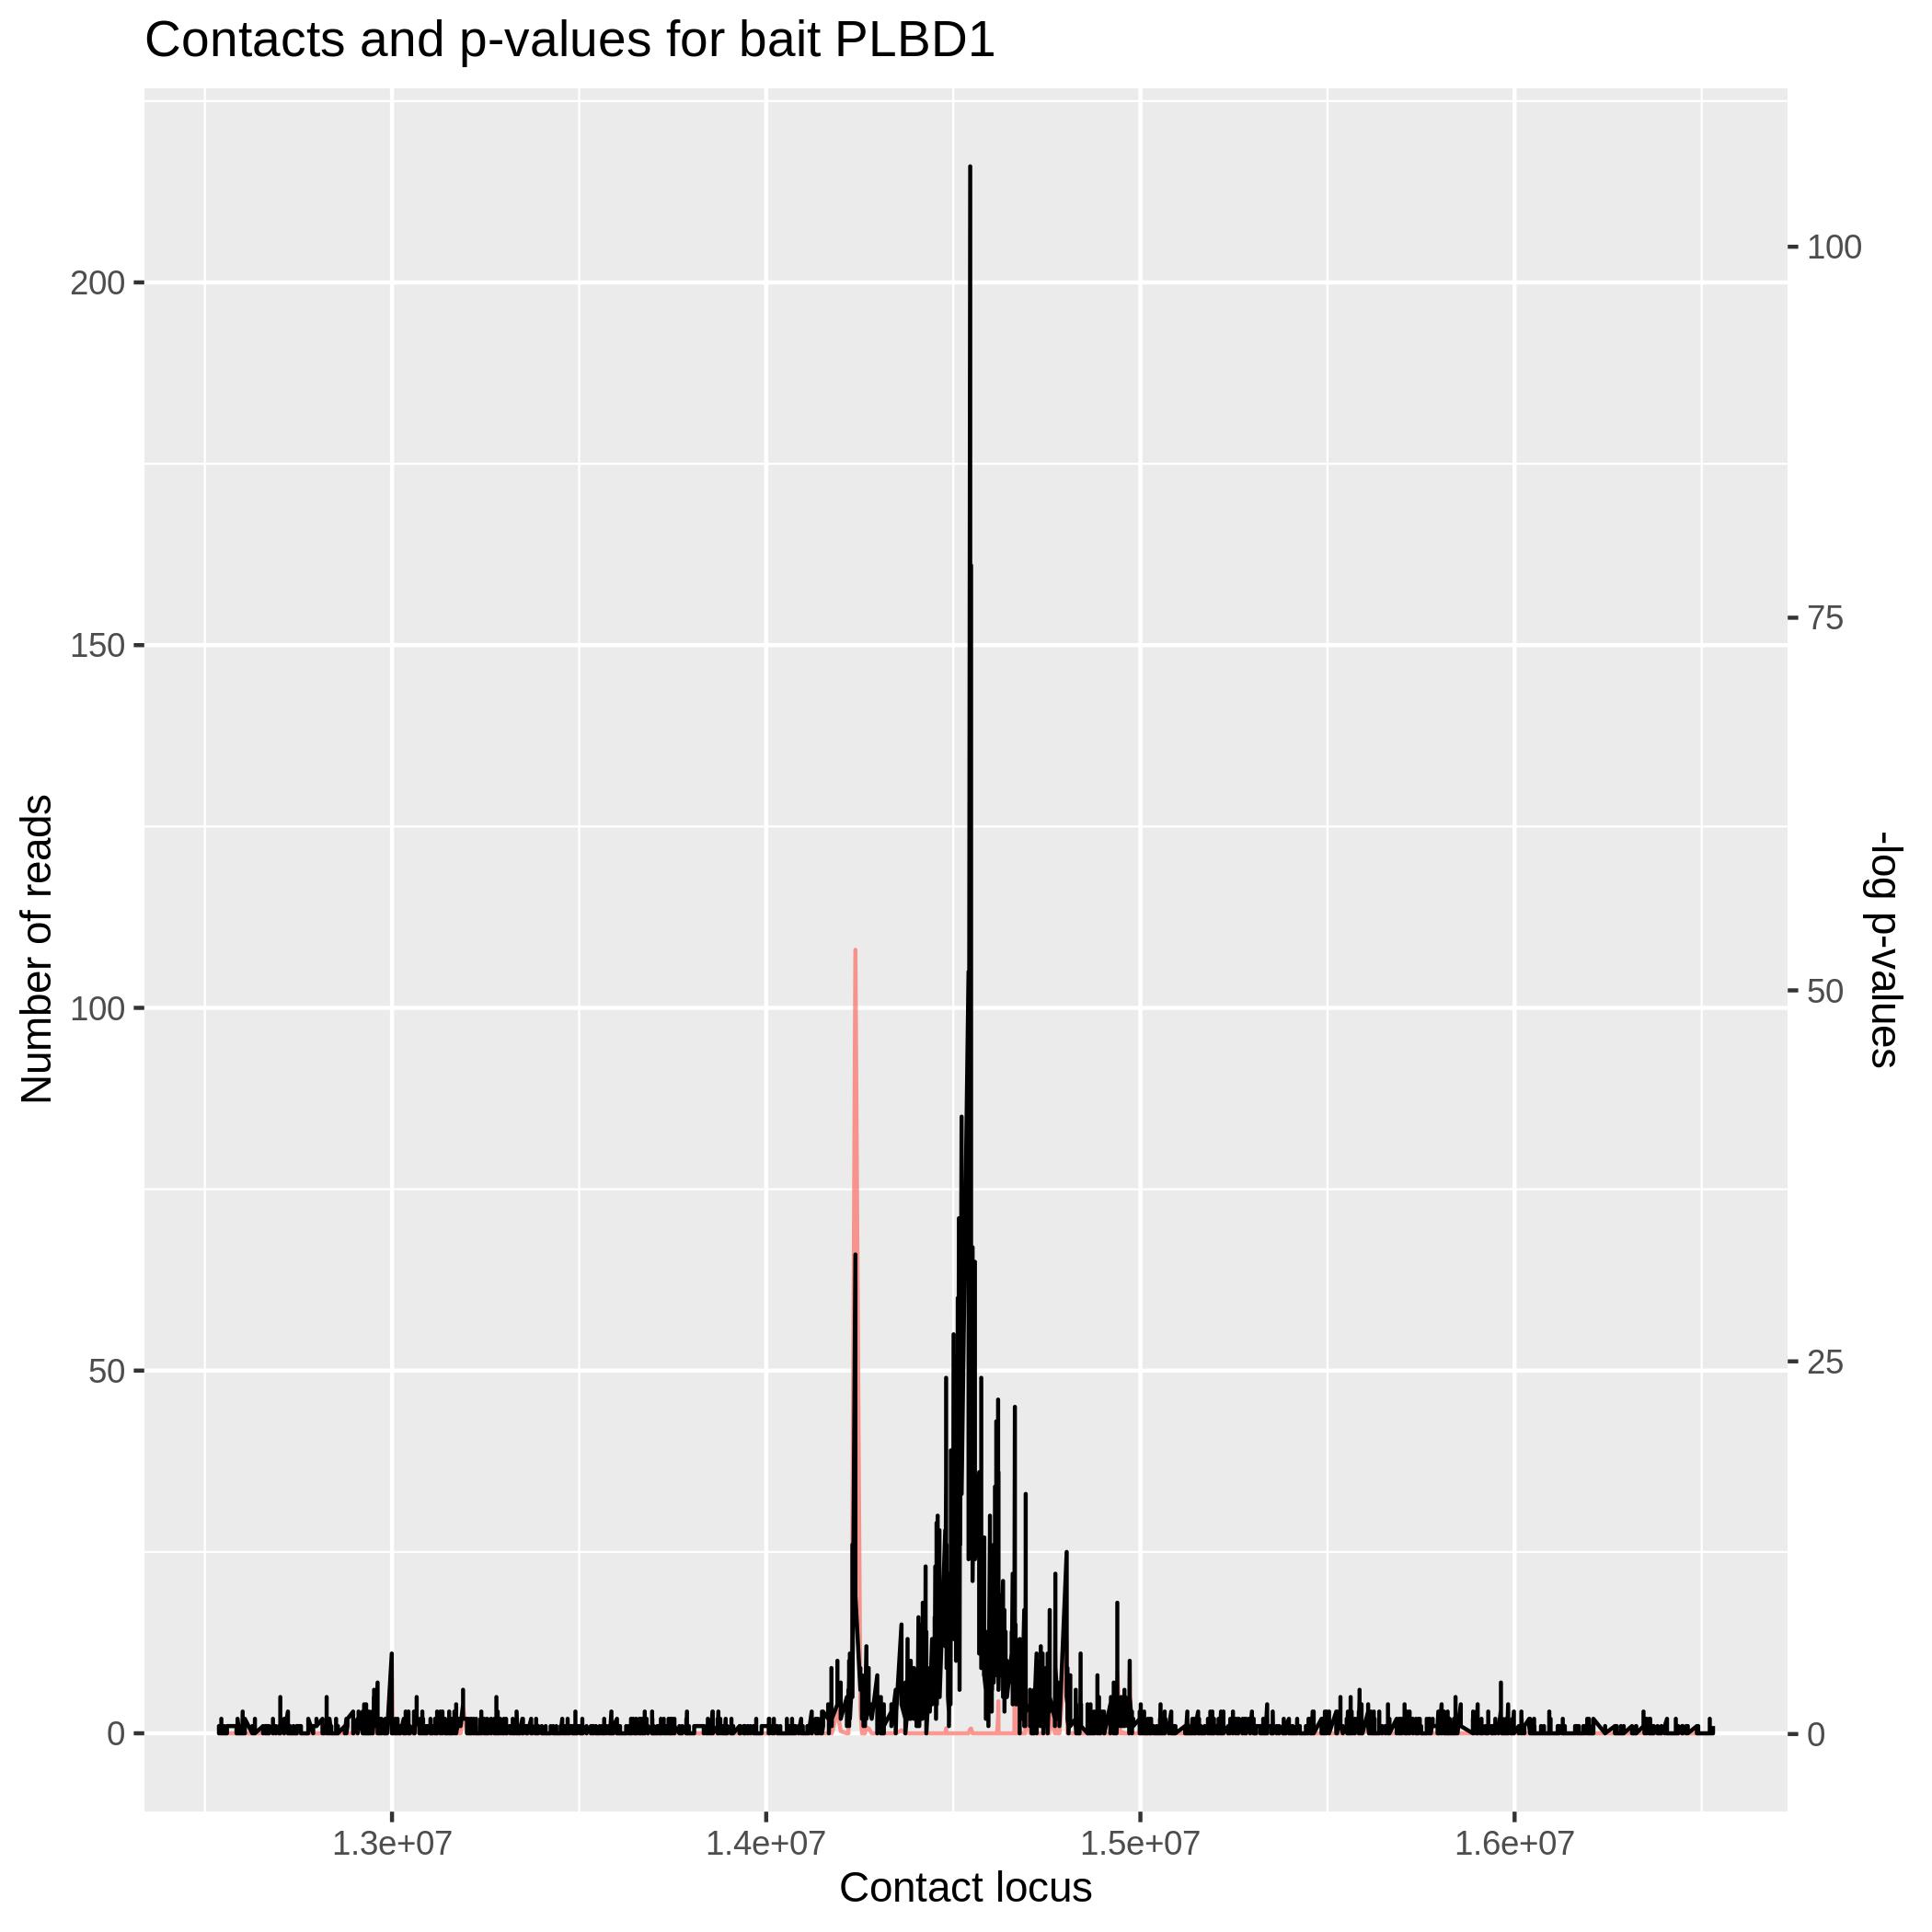 Contacts and p-values for bait PLBD1
Number of reads
200
150
100
50
0
100
75
50
25
0
-log p-values
1.3e+07
1.4e+07
1.5e+07
1.6e+07
Contact locus